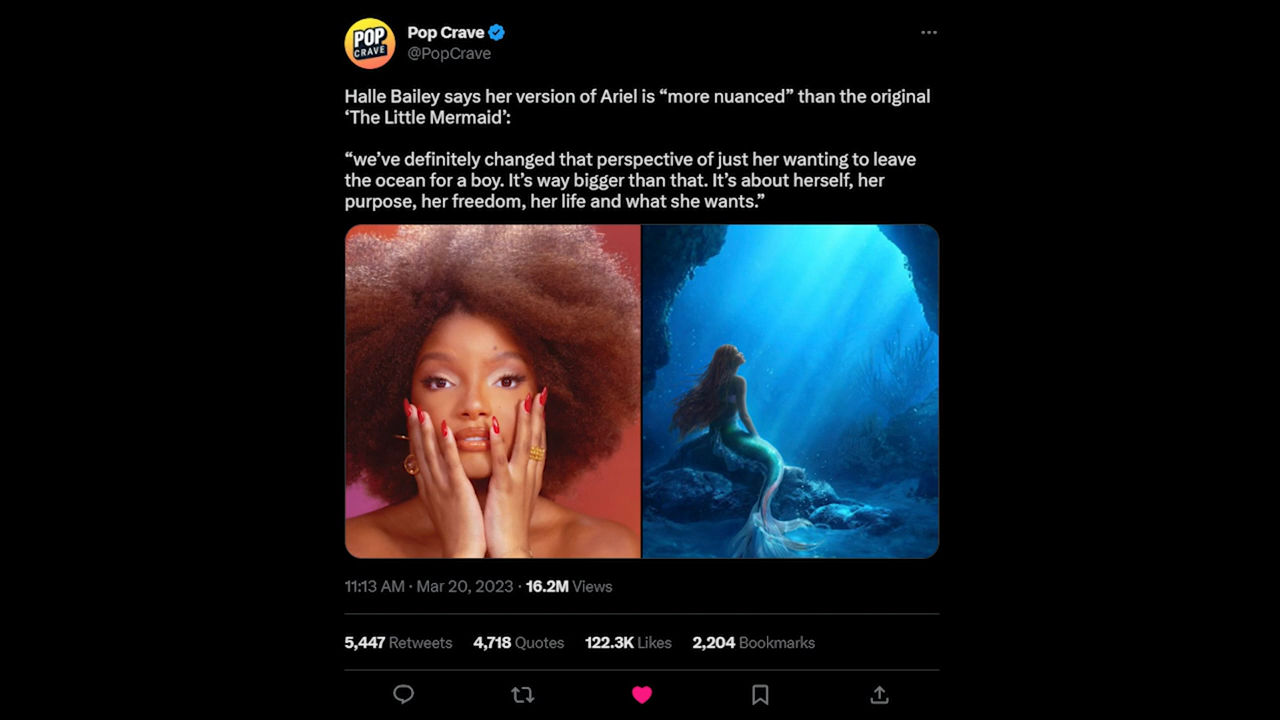 POP
CRAVE
Pop Crave
@PopCrave
Halle Bailey says her version of Ariel is “more nuanced” than the original
‘The Little Mermaid’:
“we’ve definitely changed that perspective of just her wanting to leave
the ocean for a boy. It’s way bigger than that. It’s about herself, her
purpose, her freedom, her life and what she wants.”
11:13 AM · Mar 20, 2023 · 16.2M Views
5,447 Retweets 4,718 Quotes 122.3K Likes 2,204 Bookmarks